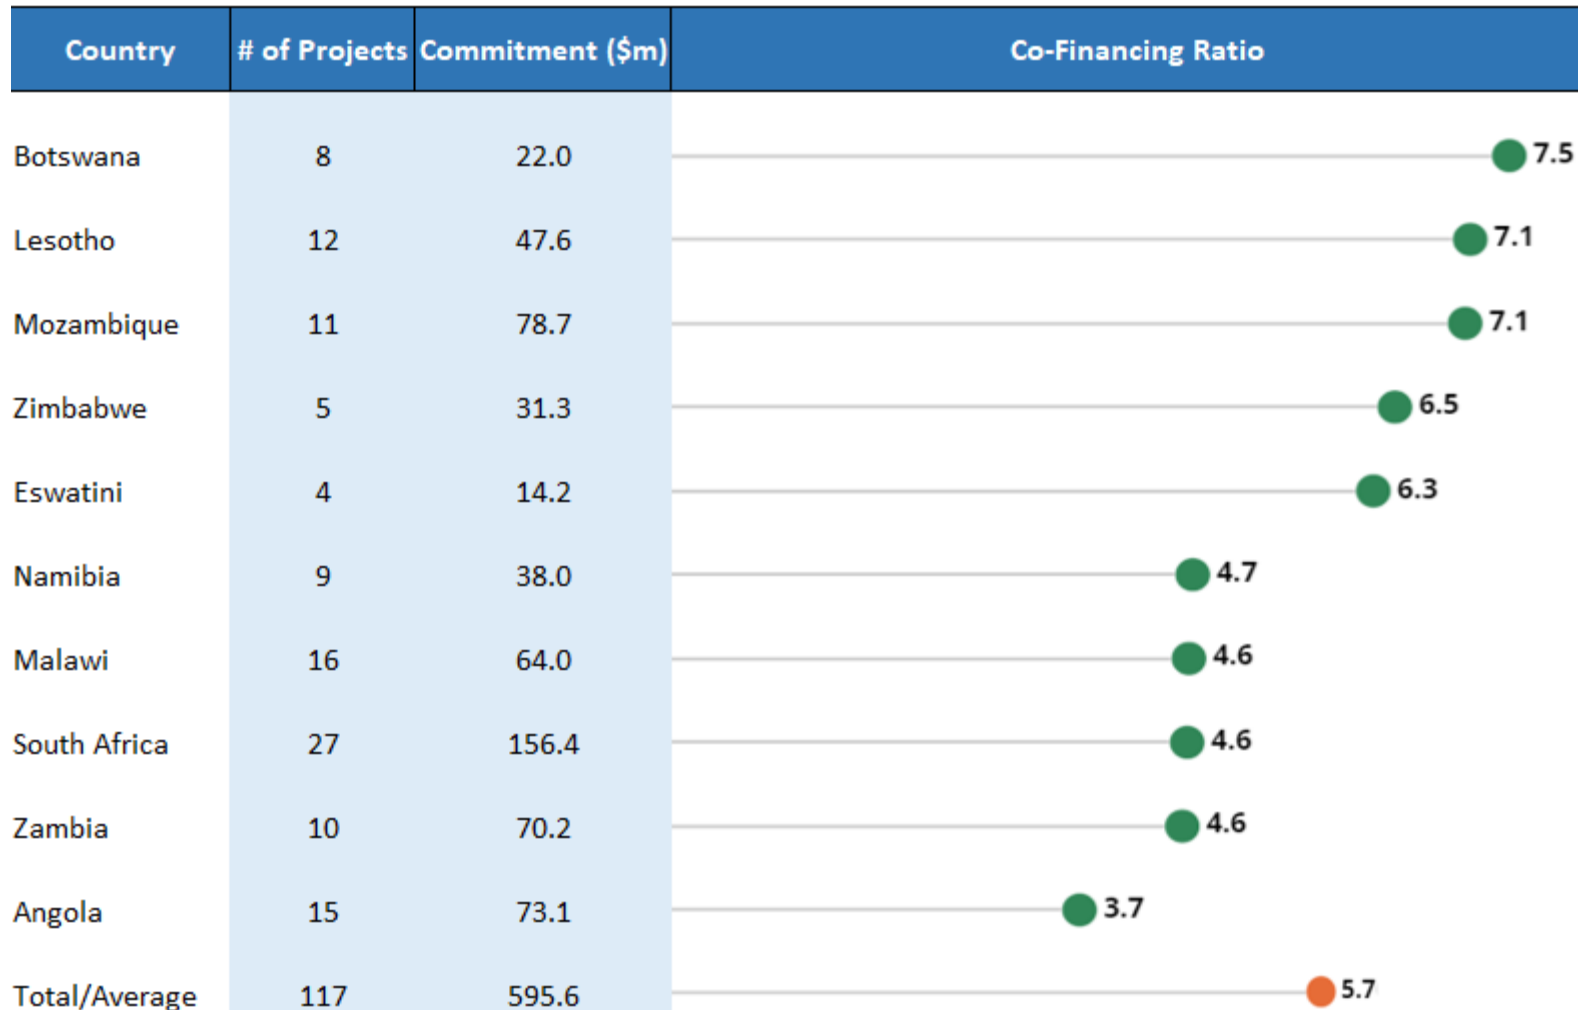 Country # of Projects Commitment ($m) Co-Financing Ratio
Botswana 8 22.0 7.5
Lesotho 12 47.6 7.1
Mozambique 11 78.7 7.1
Zimbabwe 5 31.3 6.5
Eswatini 4 14.2 6.3
Namibia 9 38.0 4.7
Malawi 16 64.0 4.6
South Africa 27 156.4 4.6
Zambia 10 70.2 4.6
Angola 15 73.1 3.7
Total/Average 117 595.6 5.7